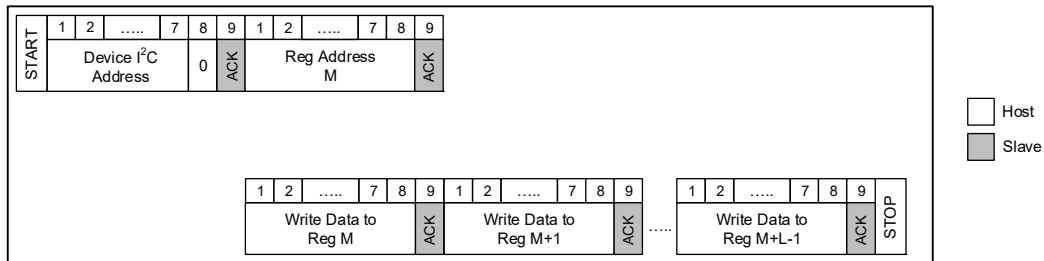 START 1 2 ….. 7 8 9 1 2 ….. 7 8 9
Device I²C Address 0 ACK Reg Address M ACK
Host
Slave
1 2 ….. 7 8 9 1 2 ….. 7 8 9 1 2 ….. 7 8 9
Write Data to Reg M ACK Write Data to Reg M+1 ACK ….. Write Data to Reg M+L-1 ACK STOP